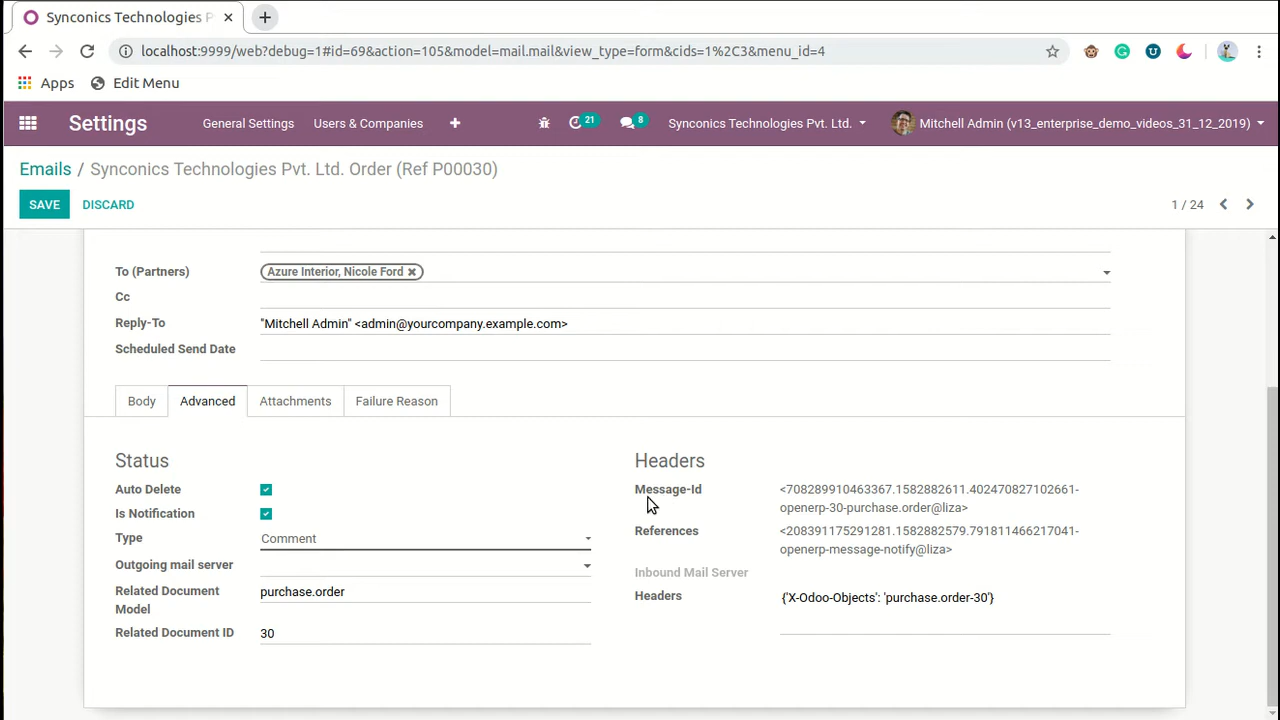 Synconics Technologies P
localhost:9999/web?debug=1#id=69&action=105&model=mail.mail&view_type=form&cids=1%2C3&menu_id=4
Apps Edit Menu
Settings General Settings Users & Companies + 21 8 Synconics Technologies Pvt. Ltd. Mitchell Admin (v13_enterprise_demo_videos_31_12_2019)
Emails / Synconics Technologies Pvt. Ltd. Order (Ref P00030)
SAVE DISCARD 1 / 24
To (Partners) Azure Interior, Nicole Ford
Cc
Reply-To "Mitchell Admin" <admin@yourcompany.example.com>
Scheduled Send Date
Body Advanced Attachments Failure Reason
Status
Auto Delete
Is Notification
Type Comment
Outgoing mail server
Related Document
Model
purchase.order
Related Document ID 30
Headers
Message-Id <708289910463367.1582882611.402470827102661-
openerp-30-purchase.order@liza>
References <208391175291281.1582882579.791811466217041-
openerp-message-notify@liza>
Inbound Mail Server
Headers {'X-Odoo-Objects': 'purchase.order-30'}